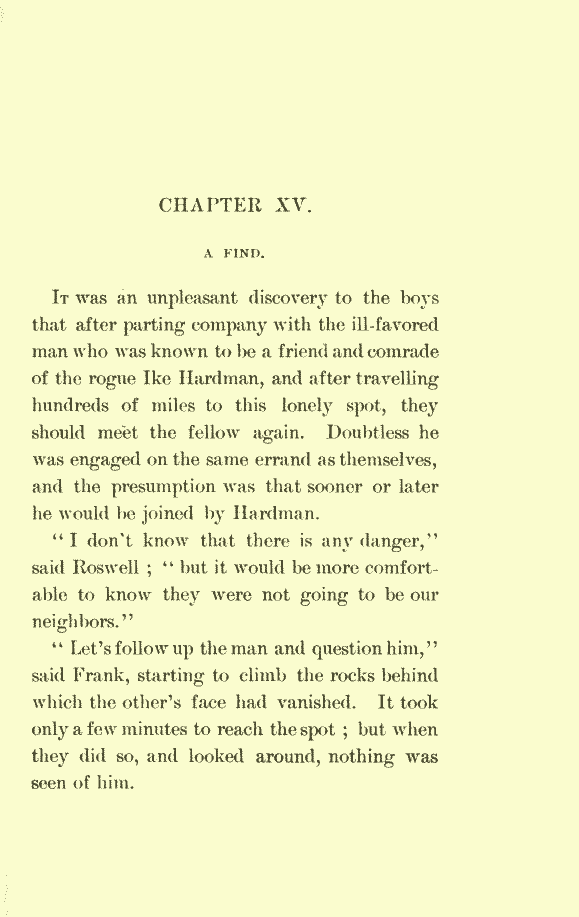 CHAPTER XV.
A FIND.
IT was an unpleasant discovery to the boys
that after parting company with the ill-favored
man who was known to be a friend and comrade
of the rogue Ike Hardman, and after travelling
hundreds of miles to this lonely spot, they
should meet the fellow again. Doubtless he
was engaged on the same errand as themselves,
and the presumption was that sooner or later
he would be joined by Hardman.
“ I don't know that there is any danger,”
said Roswell ; “ but it would be more comfort-
able to know they were not going to be our
neighbors.”
“ Let's follow up the man and question him,”
said Frank, starting to climb the rocks behind
which the other's face had vanished. It took
only a few minutes to reach the spot ; but when
they did so, and looked around, nothing was
seen of him.